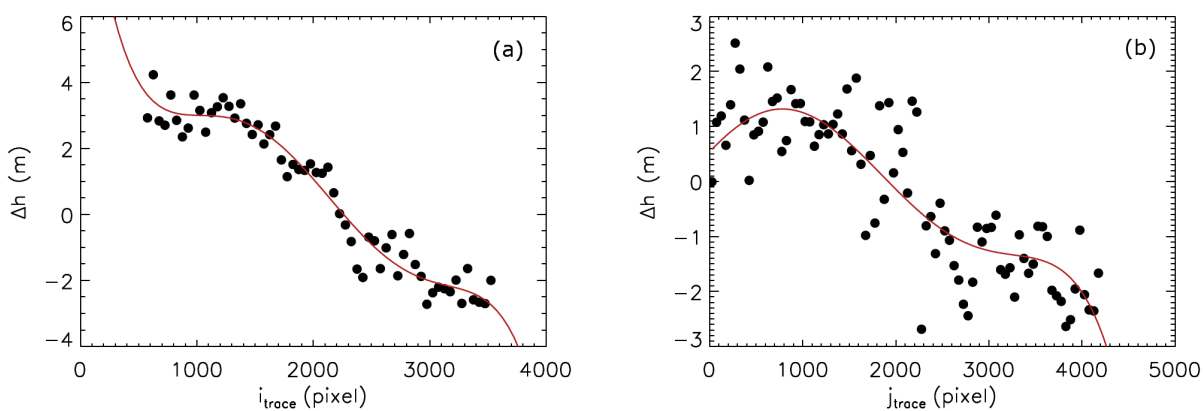 6
4
2
0
−2
−4
Δh (m)
(a)
0 1000 2000 3000 4000
i_trace (pixel)
3
2
1
0
−1
−2
−3
Δh (m)
(b)
0 1000 2000 3000 4000 5000
j_trace (pixel)